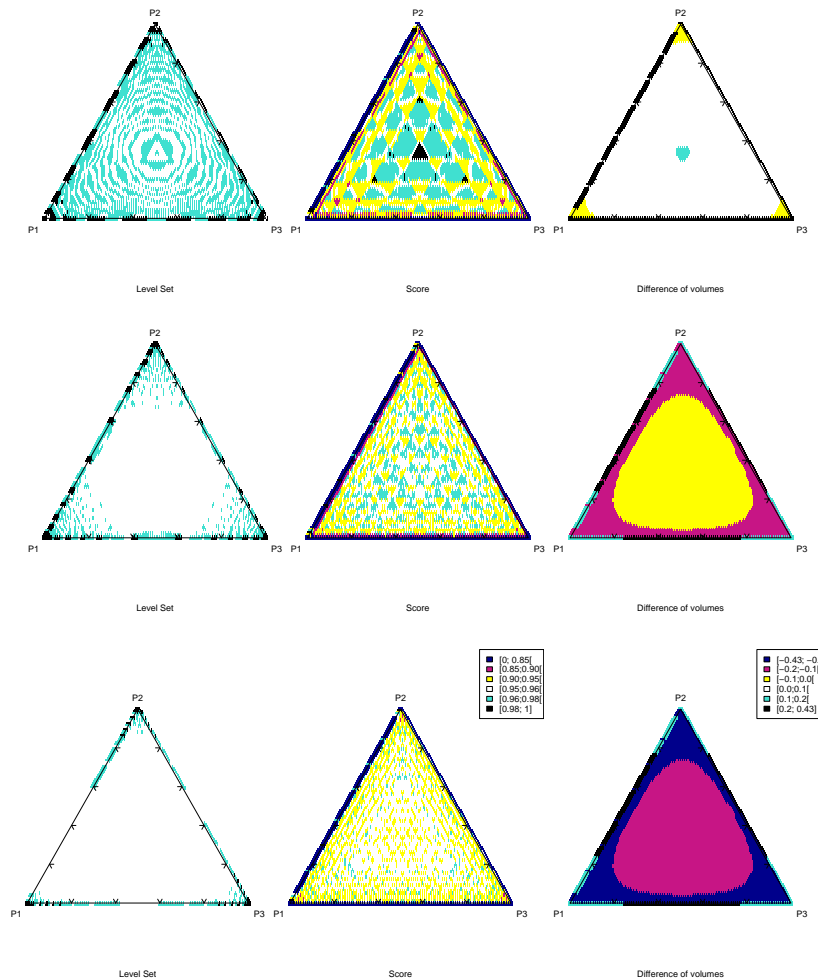 P2
P2
P2
P1
P3
P1
P3
P1
P3
Level Set
Score
Difference of volumes
P2
P2
P2
P1
P3
P1
P3
P1
P3
Level Set
Score
Difference of volumes
[0; 0.85[
[0.85;0.90[
[0.90;0.95[
[0.95;0.96[
[0.96;0.98[
[0.98; 1]
[−0.43; −0.
[−0.2;−0.1[
[−0.1;0.0[
[0.0;0.1[
[0.1;0.2[
[0.2; 0.43]
P2
P2
P2
P1
P3
P1
P3
P1
P3
Level Set
Score
Difference of volumes